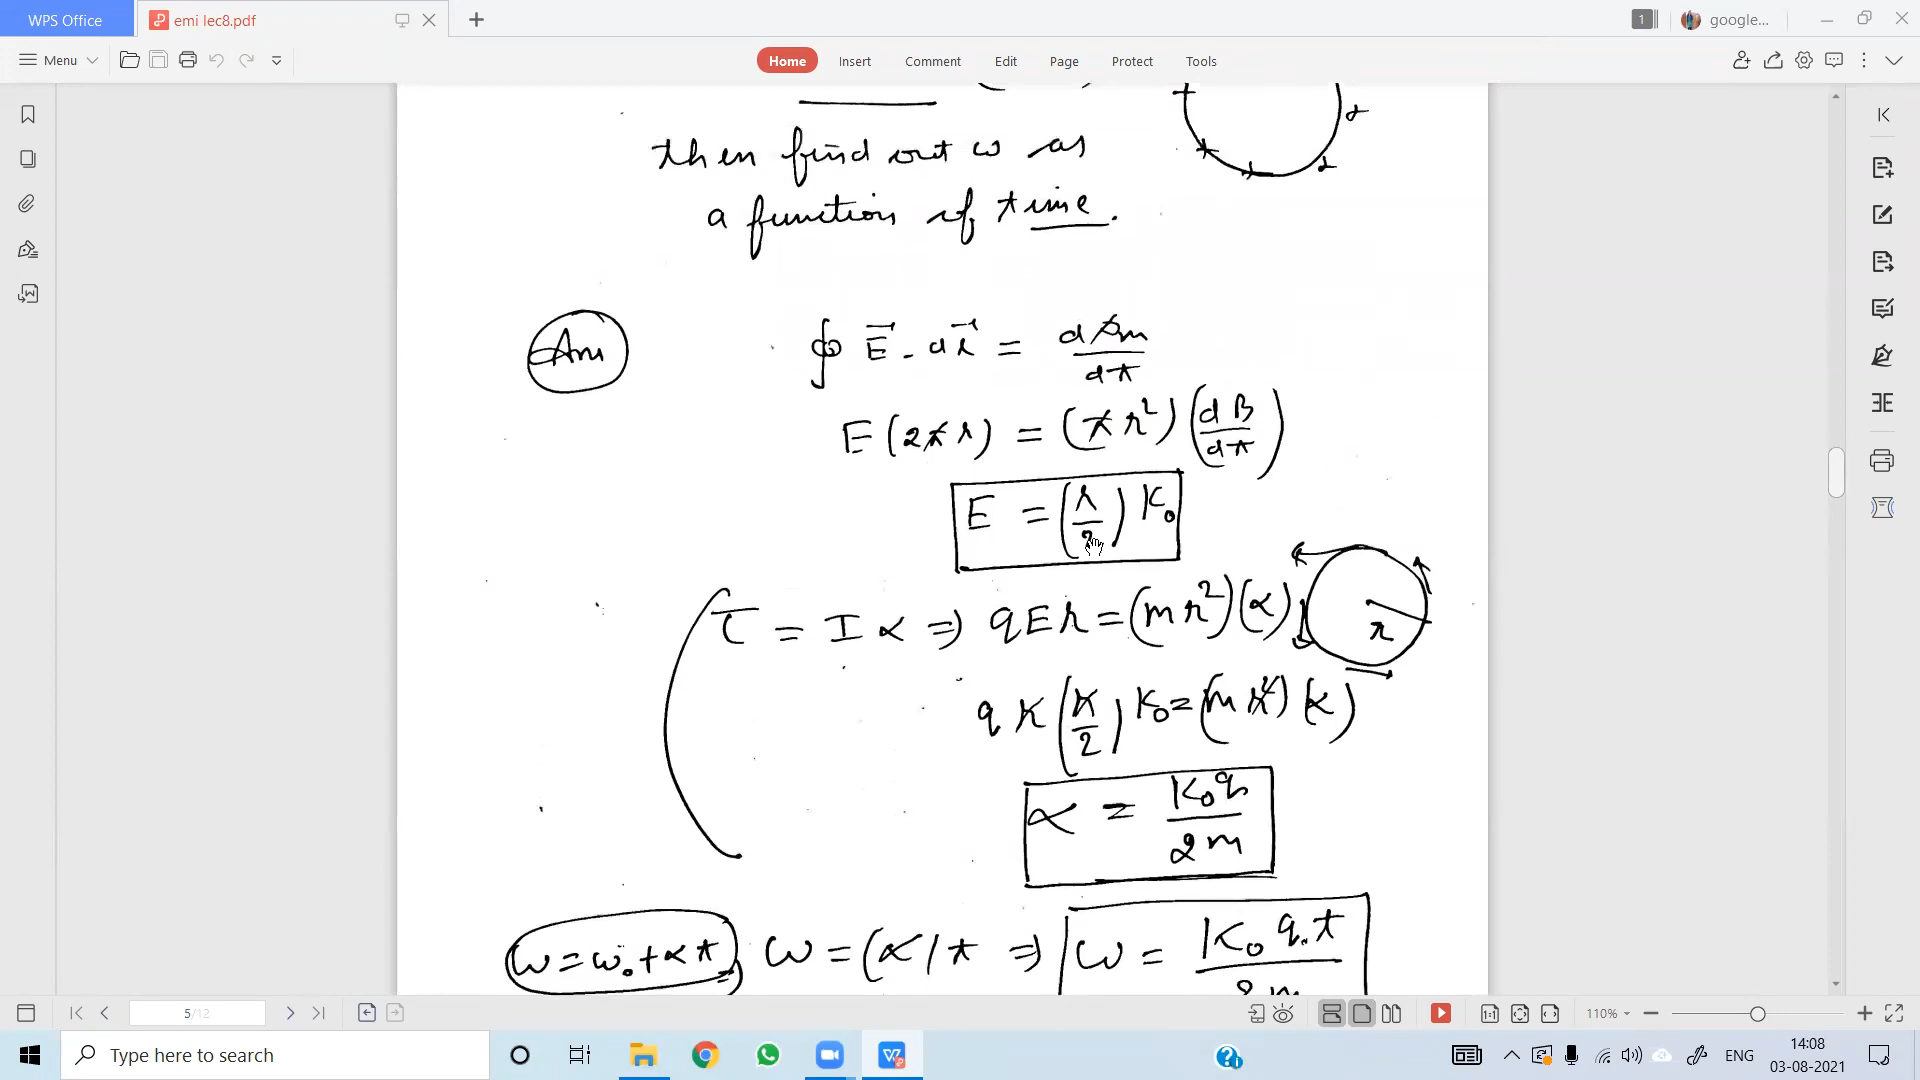 WPS Office
emi lec8.pdf
1
google...
Menu
Home
Insert
Comment
Edit
Page
Protect
Tools
then find out ω as
a function of time.
Ans
∮ E⃗ . dl⃗ = dϕm/dt
E (2πr) = (πr²) (dB/dt)
E = (r/2) K₀
τ = I α ⇒ qEr = (mr²)(α)
r
q r (r/2) K₀ = (m r²) (α)
α = K₀q/2m
ω = ω₀ + αt
ω = (α) t ⇒ ω = K₀ q.t/2m
5/12
110%
Type here to search
ENG
14:08
03-08-2021